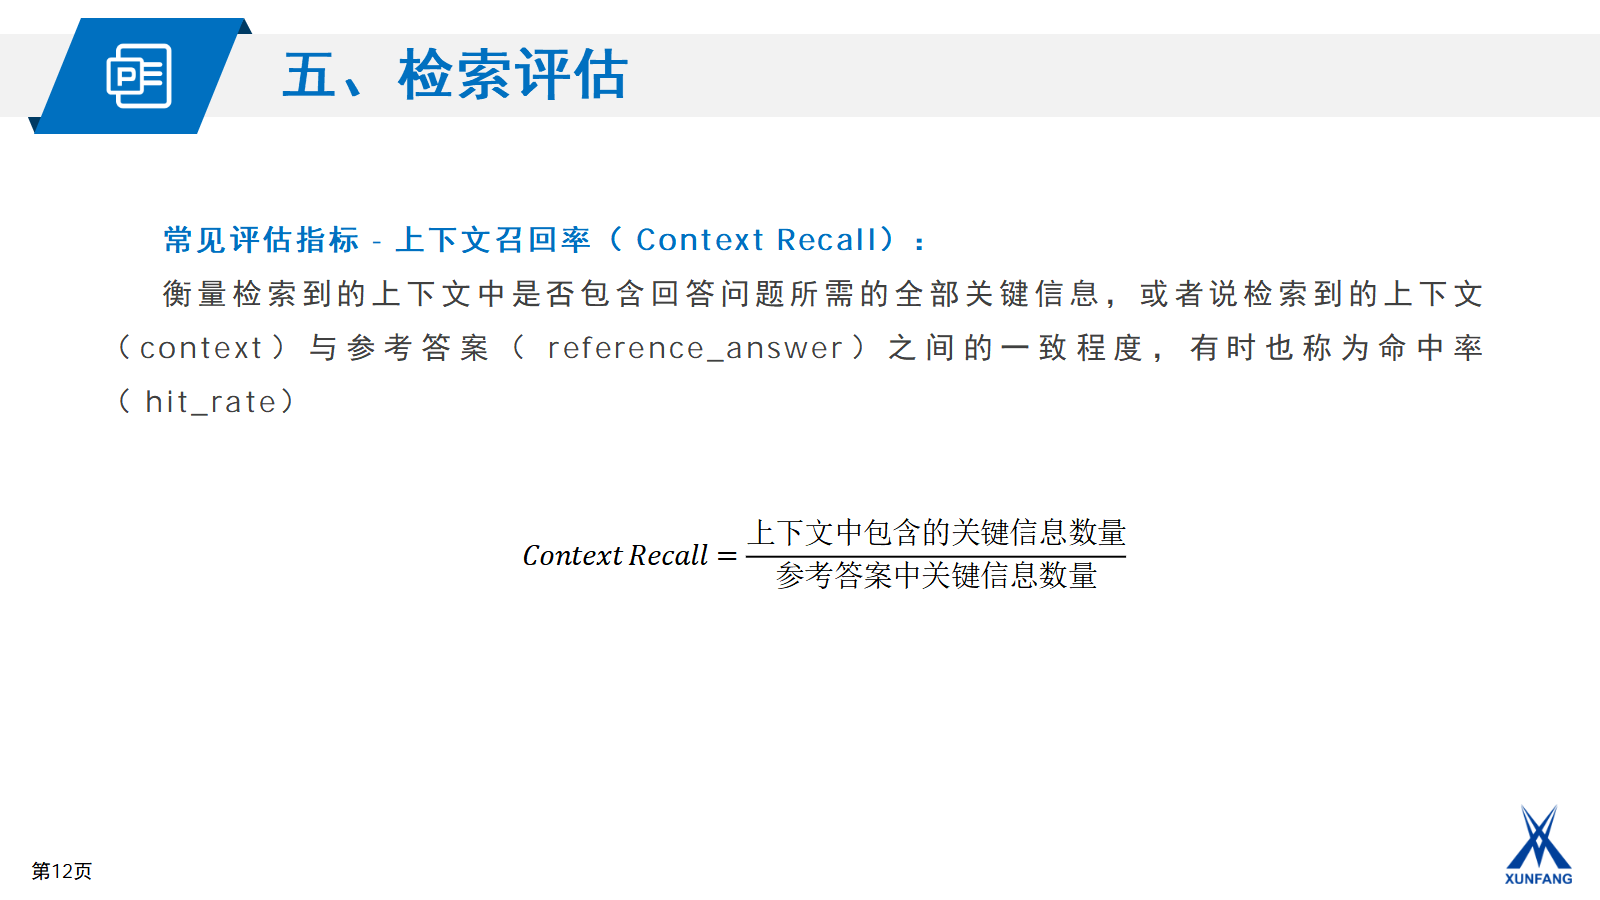 五、检索评估
常见评估指标 - 上下文召回率（ Context Recall）：
衡量检索到的上下文中是否包含回答问题所需的全部关键信息，或者说检索到的上下文
（context）与参考答案（ reference_answer）之间的一致程度，有时也称为命中率
（ hit_rate）
Context Recall = 上下文中包含的关键信息数量
参考答案中关键信息数量
第12页
XUNFANG